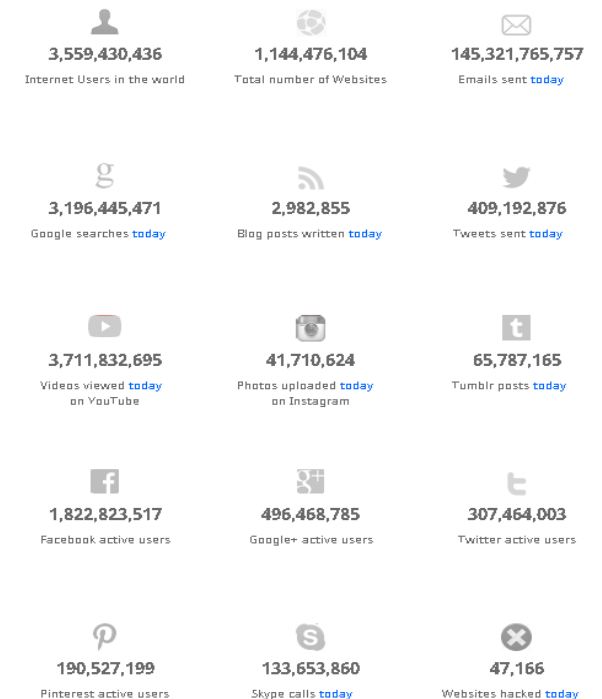 3,559,430,436
Internet Users in the world
1,144,476,104
Total number of Websites
145,321,765,757
Emails sent today
3,196,445,471
Google searches today
2,982,855
Blog posts written today
409,192,876
Tweets sent today
3,711,832,695
Videos viewed today
on YouTube
41,710,624
Photos uploaded today
on Instagram
65,787,165
Tumblr posts today
1,822,823,517
Facebook active users
496,468,785
Google+ active users
307,464,003
Twitter active users
190,527,199
Pinterest active users
133,653,860
Skype calls today
47,166
Websites hacked today